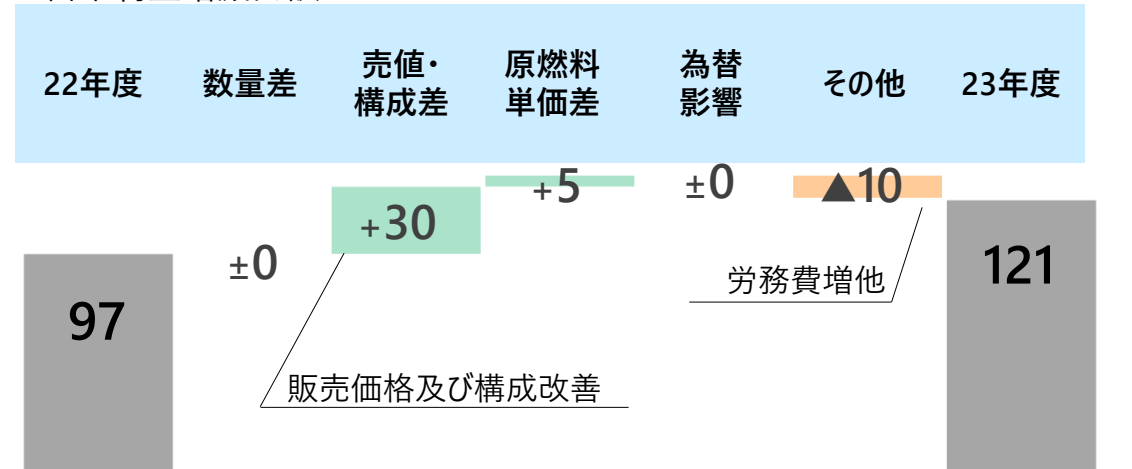 22年度
数量差
売値・
構成差
原燃料
単価差
為替
影響
その他
23年度
97
±0
+30
+5
±0
▲10
121
労務費増他
販売価格及び構成改善